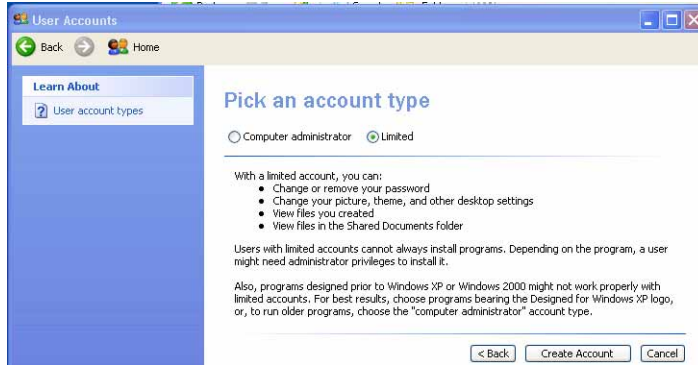 User Accounts
Back
Home
Learn About
User account types
Pick an account type
Computer administrator Limited
With a limited account, you can:
• Change or remove your password
• Change your picture, theme, and other desktop settings
• View files you created
• View files in the Shared Documents folder
Users with limited accounts cannot always install programs. Depending on the program, a user
might need administrator privileges to install it.
Also, programs designed prior to Windows XP or Windows 2000 might not work properly with
limited accounts. For best results, choose programs bearing the Designed for Windows XP logo,
or, to run older programs, choose the "computer administrator" account type.
< Back Create Account Cancel